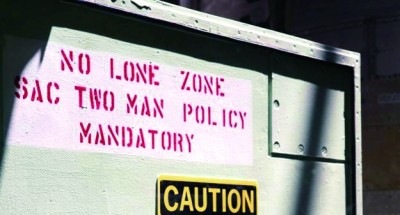 NO LONE ZONE
SAC TWO MAN POLICY
MANDATORY
CAUTION